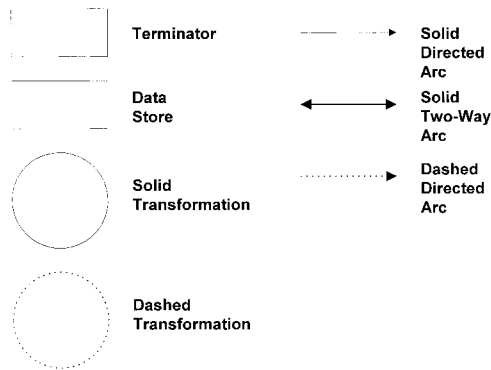 Terminator
Data
Store
Solid
Transformation
Dashed
Transformation
Solid
Directed
Arc
Solid
Two-Way
Arc
Dashed
Directed
Arc